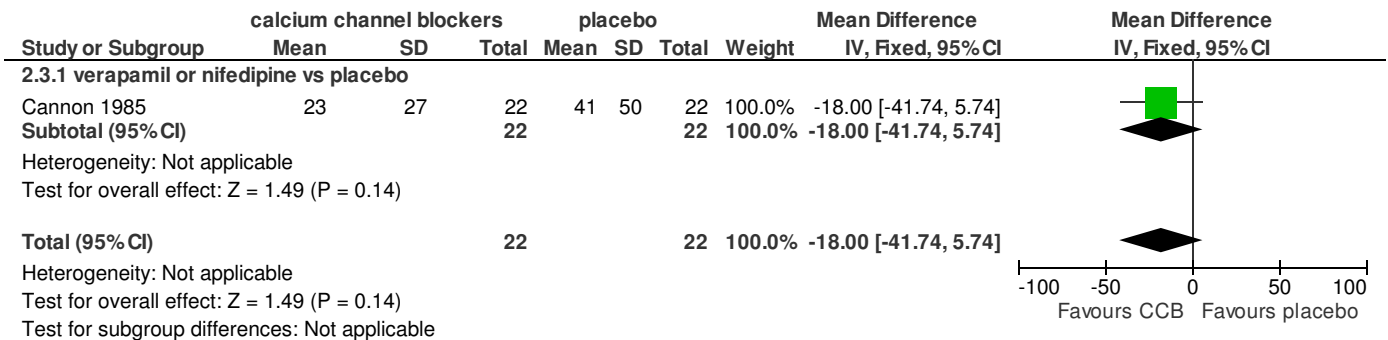 calcium channel blockers placebo Mean Difference Mean Difference
Study or Subgroup Mean SD Total Mean SD Total Weight IV, Fixed, 95% CI IV, Fixed, 95% CI
2.3.1 verapamil or nifedipine vs placebo
Cannon 1985 23 27 22 41 50 22 100.0% -18.00 [-41.74, 5.74]
Subtotal (95% CI) 22 22 100.0% -18.00 [-41.74, 5.74]
Heterogeneity: Not applicable
Test for overall effect: Z = 1.49 (P = 0.14)
Total (95% CI) 22 22 100.0% -18.00 [-41.74, 5.74]
Heterogeneity: Not applicable
Test for overall effect: Z = 1.49 (P = 0.14)
Test for subgroup differences: Not applicable
-100 -50 0 50 100
Favours CCB Favours placebo